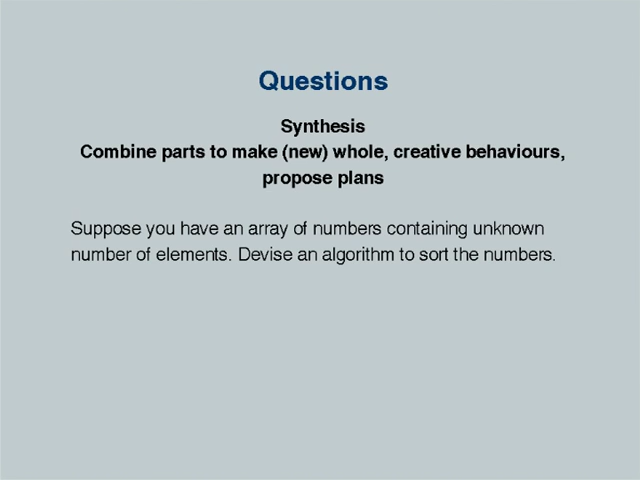 Questions
Synthesis
Combine parts to make (new) whole, creative behaviours,
propose plans
Suppose you have an array of numbers containing unknown
number of elements. Devise an algorithm to sort the numbers.